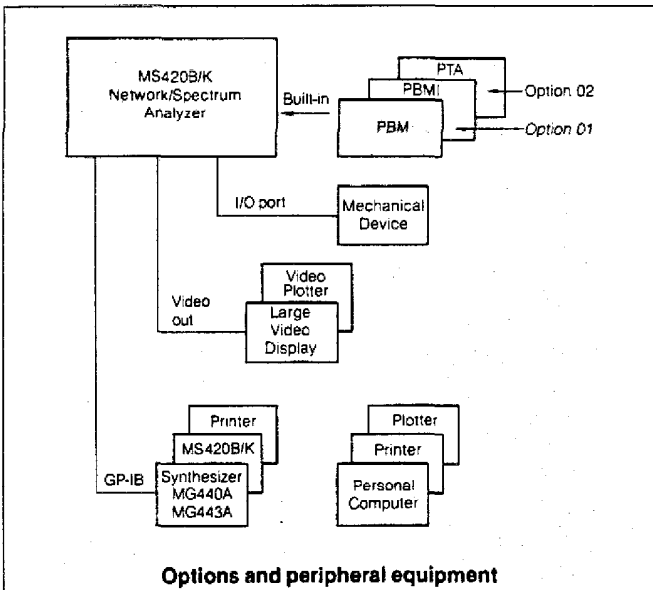 MS420B/K
Network/Spectrum
Analyzer
Built-in
PTA
PBMI
PBM
Option 02
Option 01
I/O port
Mechanical
Device
Video
Plotter
Video
out
Large
Video
Display
Printer
MS420B/K
GP-IB
Synthesizer
MG440A
MG443A
Plotter
Printer
Personal
Computer
Options and peripheral equipment